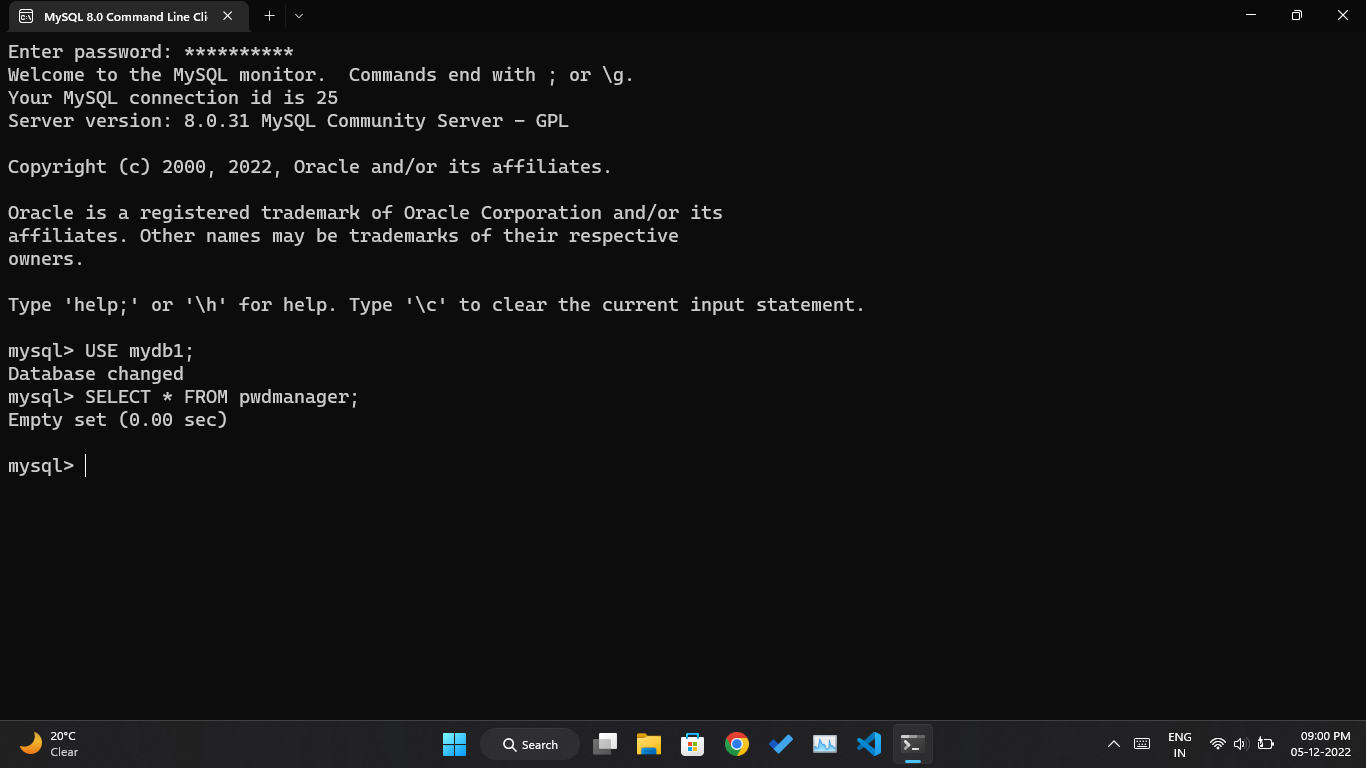 MySQL 8.0 Command Line Cli
Enter password: **********
Welcome to the MySQL monitor.  Commands end with ; or \g.
Your MySQL connection id is 25
Server version: 8.0.31 MySQL Community Server - GPL
Copyright (c) 2000, 2022, Oracle and/or its affiliates.
Oracle is a registered trademark of Oracle Corporation and/or its
affiliates. Other names may be trademarks of their respective
owners.
Type 'help;' or '\h' for help. Type '\c' to clear the current input statement.
mysql> USE mydb1;
Database changed
mysql> SELECT * FROM pwdmanager;
Empty set (0.00 sec)
mysql>
20°C
Clear
Search
ENG
IN
09:00 PM
05-12-2022